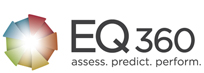 EQ 360
assess. predict. perform.